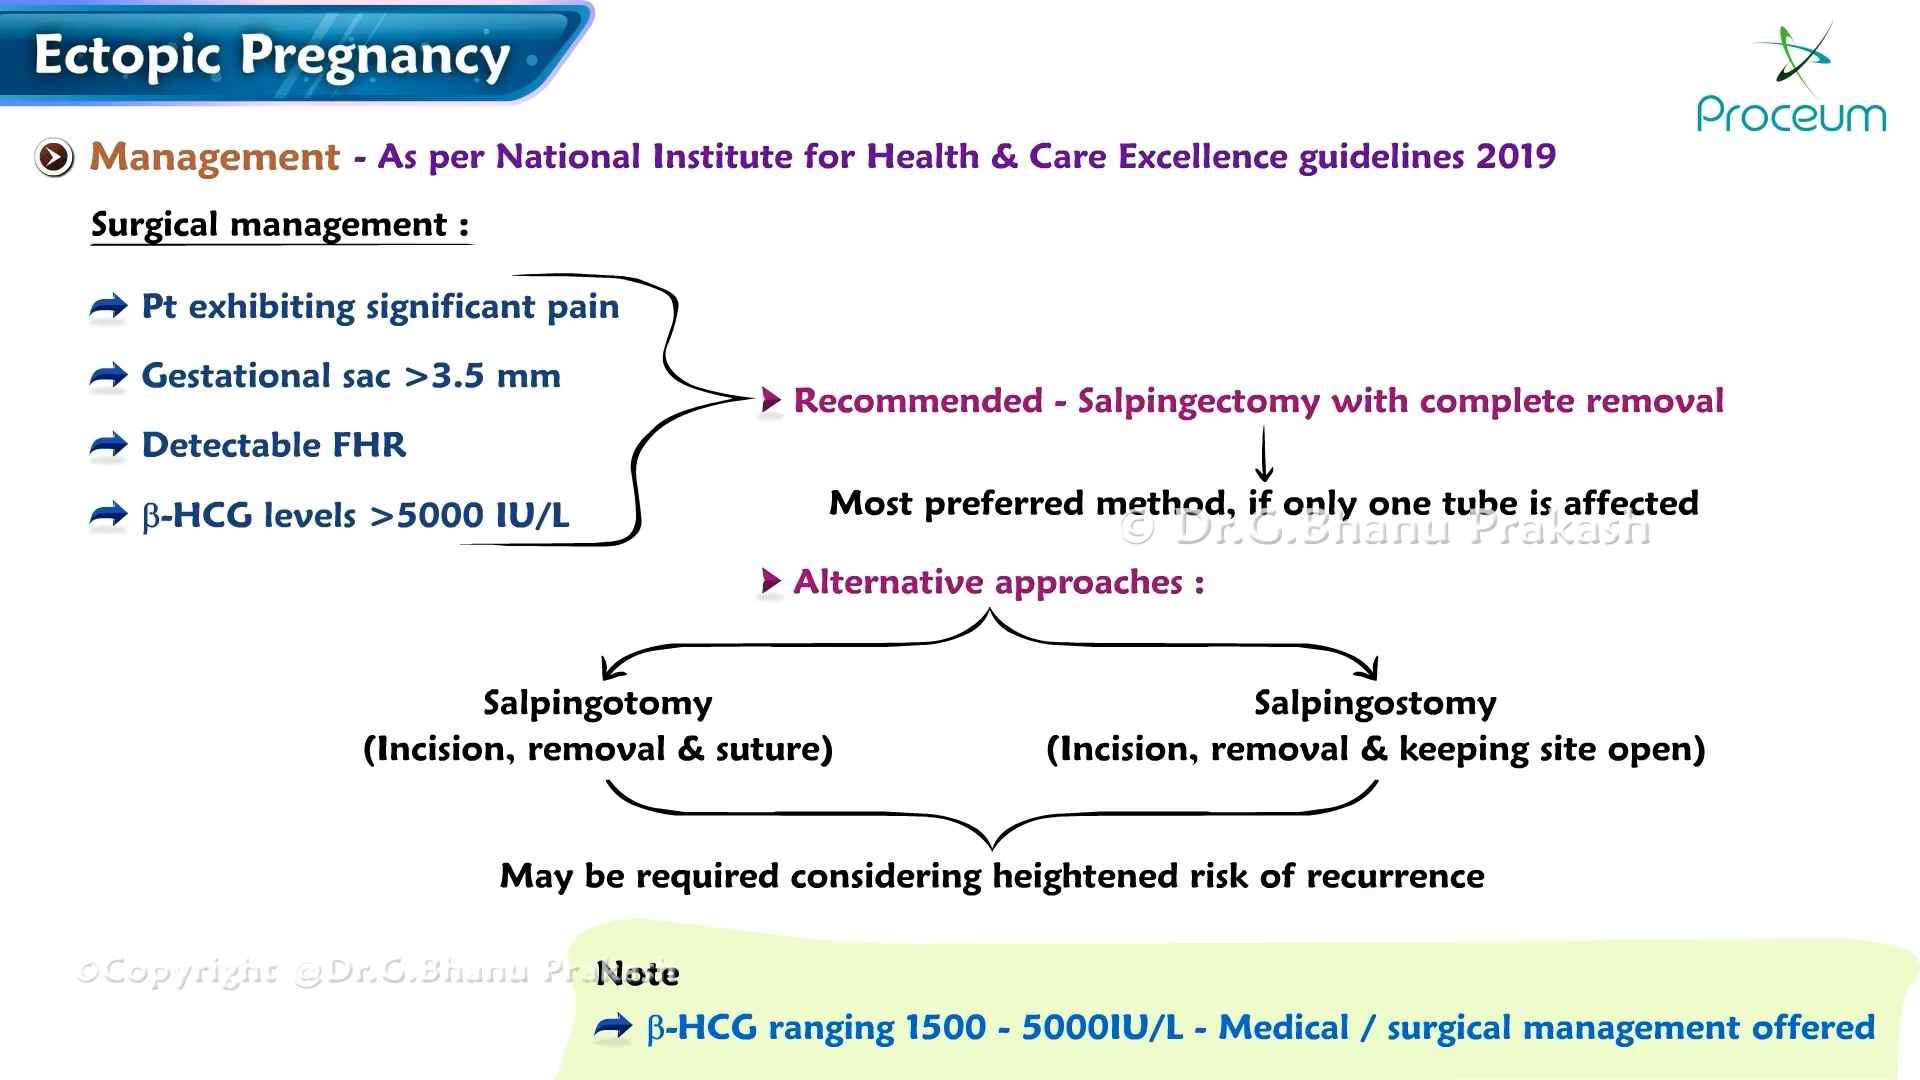 Ectopic Pregnancy
Proceum
Management - As per National Institute for Health & Care Excellence guidelines 2019
Surgical management :
Pt exhibiting significant pain
Gestational sac >3.5 mm
Detectable FHR
β-HCG levels >5000 IU/L
Recommended - Salpingectomy with complete removal
Most preferred method, if only one tube is affected
© Dr.G.Bhanu Prakash
Alternative approaches :
Salpingotomy
(Incision, removal & suture)
Salpingostomy
(Incision, removal & keeping site open)
May be required considering heightened risk of recurrence
©Copyright @Dr.G.Bhanu Prakash
Note
β-HCG ranging 1500 - 5000IU/L - Medical / surgical management offered